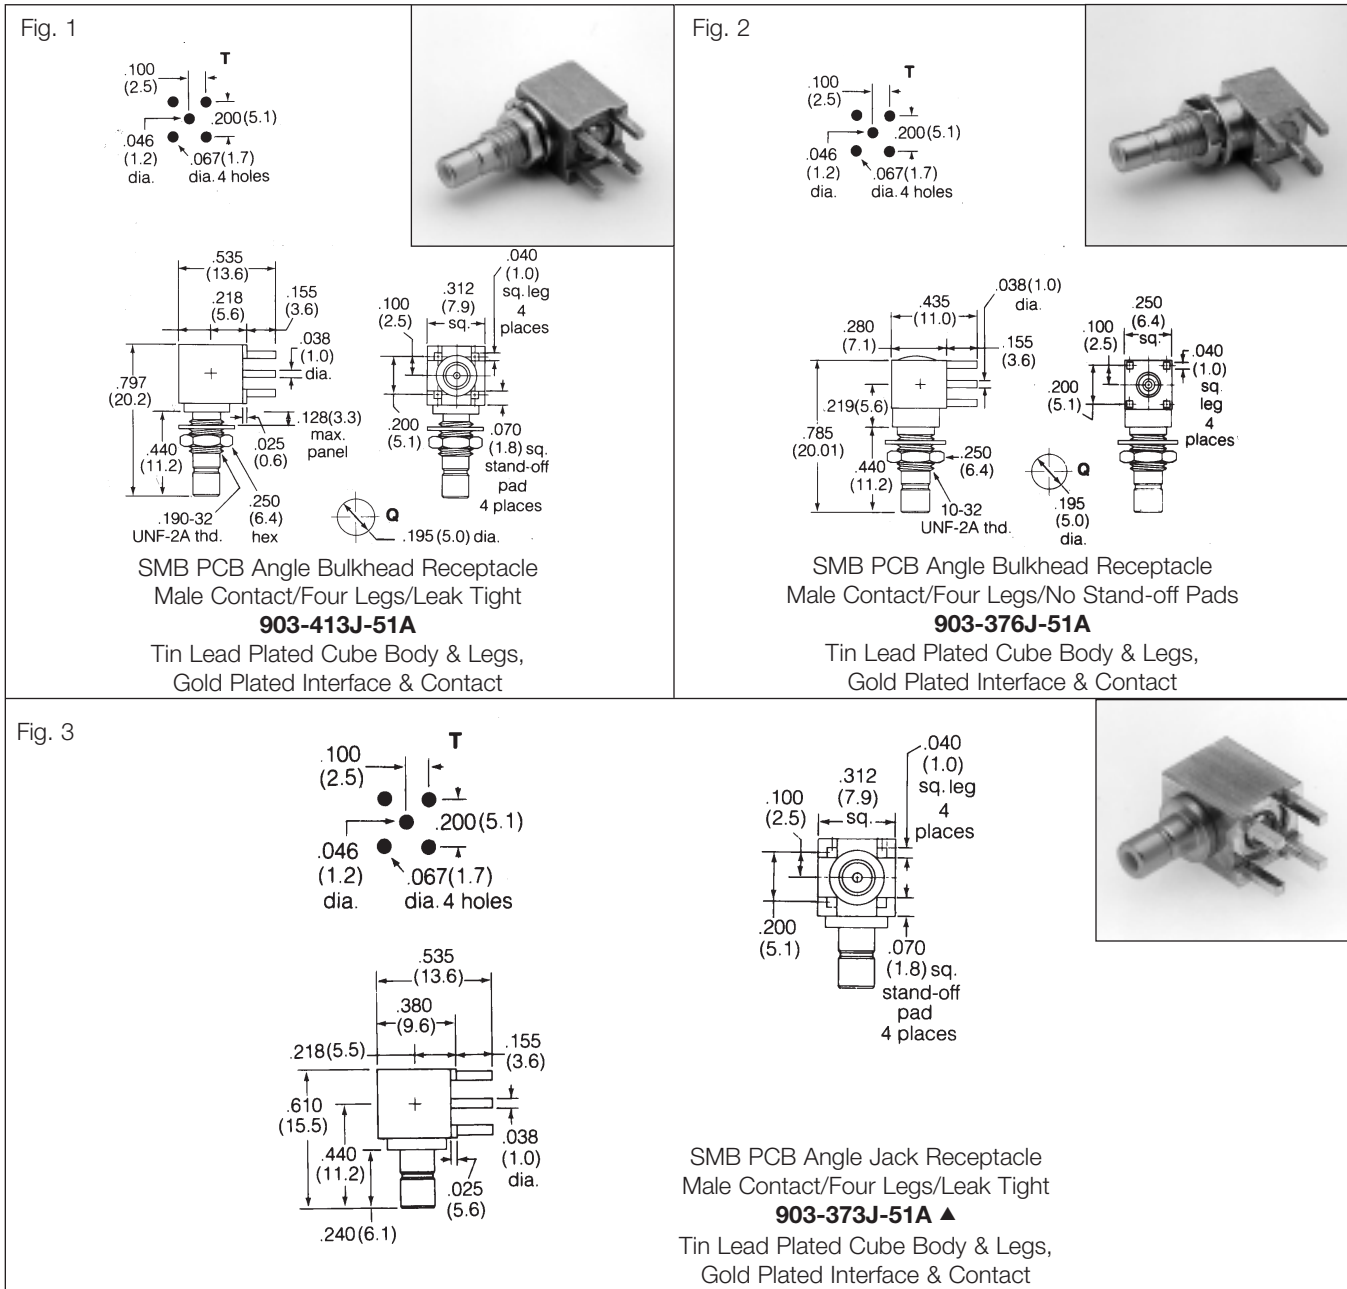 Fig. 1
T
.100
(2.5)
.200(5.1)
.046
(1.2)
dia.
.067(1.7)
dia. 4 holes
.535
(13.6)
.218
(5.6)
.155
(3.6)
.038
(1.0)
dia.
.797
(20.2)
.440
(11.2)
.128(3.3)
max.
panel
.025
(0.6)
.190-32
UNF-2A thd.
.250
(6.4)
hex
.040
(1.0)
sq. leg
4
places
.312
(7.9)
sq.
.100
(2.5)
.200
(5.1)
.070
(1.8) sq.
stand-off
pad
4 places
Q
.195(5.0) dia.
SMB PCB Angle Bulkhead Receptacle
Male Contact/Four Legs/Leak Tight
903-413J-51A
Tin Lead Plated Cube Body & Legs,
Gold Plated Interface & Contact
Fig. 2
T
.100
(2.5)
.200(5.1)
.046
(1.2)
dia.
.067(1.7)
dia. 4 holes
.435
(11.0)
.038(1.0)
dia.
.280
(7.1)
.155
(3.6)
.219(5.6)
.785
(20.01)
.440
(11.2)
.250
(6.4)
10-32
UNF-2A thd.
.250
(6.4)
sq.
.100
(2.5)
.040
(1.0)
sq.
leg
4
places
.200
(5.1)
Q
.195
(5.0)
dia.
SMB PCB Angle Bulkhead Receptacle
Male Contact/Four Legs/No Stand-off Pads
903-376J-51A
Tin Lead Plated Cube Body & Legs,
Gold Plated Interface & Contact
Fig. 3
T
.100
(2.5)
.200(5.1)
.046
(1.2)
dia.
.067(1.7)
dia. 4 holes
.535
(13.6)
.380
(9.6)
.218(5.5)
.155
(3.6)
.610
(15.5)
.440
(11.2)
.038
(1.0)
dia.
.025
(5.6)
.240(6.1)
.040
(1.0)
sq. leg
4
places
.312
(7.9)
sq.
.100
(2.5)
.200
(5.1)
.070
(1.8) sq.
stand-off
pad
4 places
SMB PCB Angle Jack Receptacle
Male Contact/Four Legs/Leak Tight
903-373J-51A ▲
Tin Lead Plated Cube Body & Legs,
Gold Plated Interface & Contact